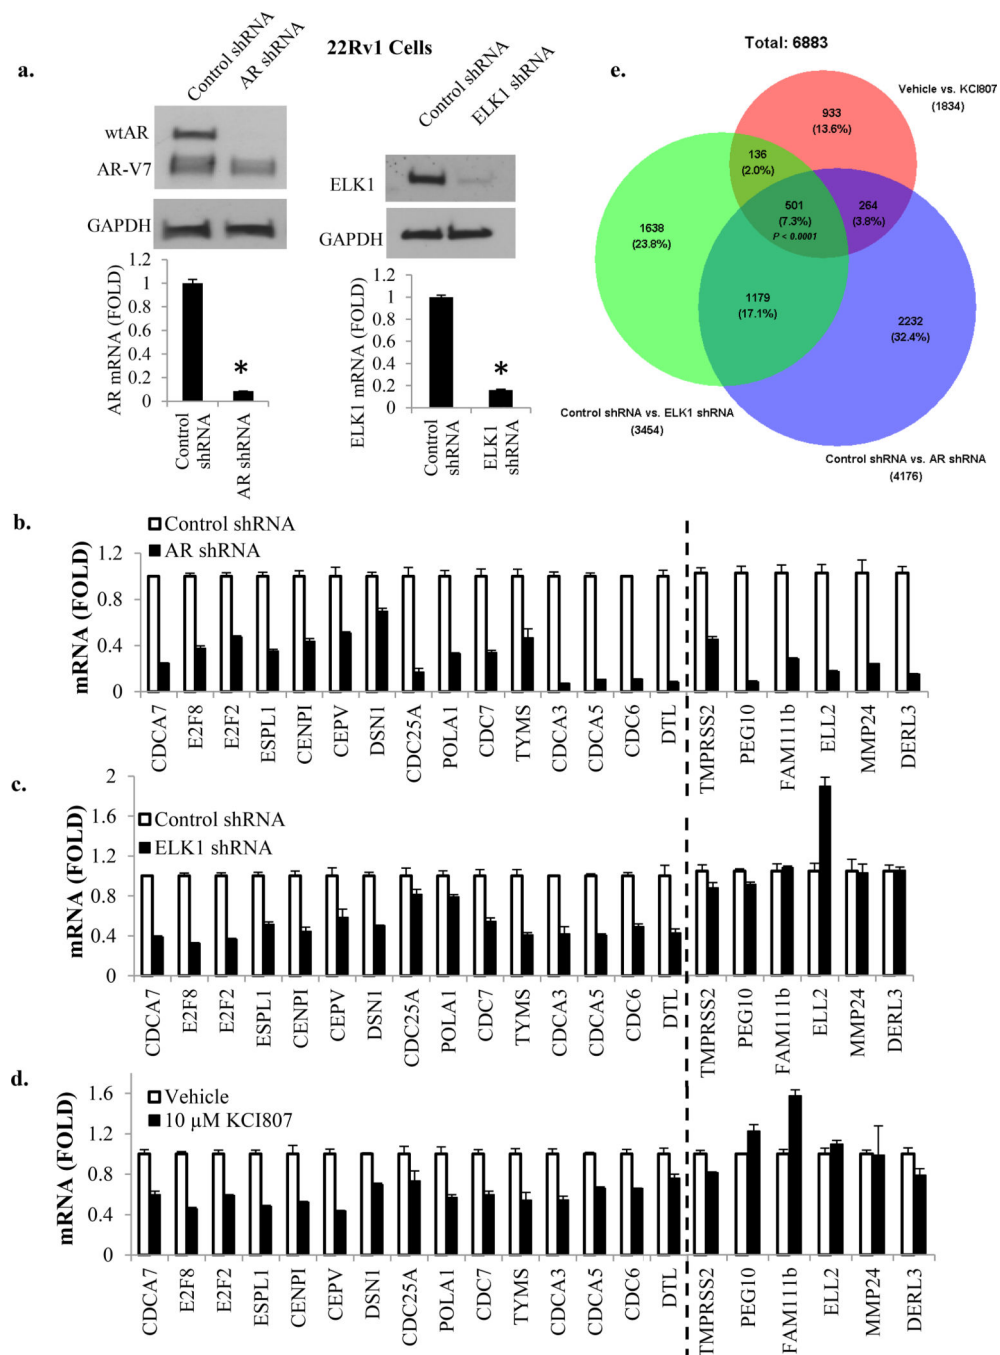 22Rv1 Cells
a.
Control shRNA
AR shRNA
wtAR
AR-V7
GAPDH
AR mRNA (FOLD)
1.2
1
0.8
0.6
0.4
0.2
0
Control
shRNA
AR shRNA
Control shRNA
ELK1 shRNA
ELK1
GAPDH
ELK1 mRNA (FOLD)
1.2
1
0.8
0.6
0.4
0.2
0
*
*
Control
shRNA
ELK1
shRNA
e.
Total: 6883
Vehicle vs. KCI807
(1834)
933
(13.6%)
136
(2.0%)
501
(7.3%)
P < 0.0001
264
(3.8%)
1638
(23.8%)
1179
(17.1%)
2232
(32.4%)
Control shRNA vs. ELK1 shRNA
(3454)
Control shRNA vs. AR shRNA
(4176)
b.
Control shRNA
AR shRNA
mRNA (FOLD)
1.2
0.8
0.4
0
CDCA7
E2F8
E2F2
ESPL1
CENPI
CEPV
DSN1
CDC25A
POLA1
CDC7
TYMS
CDCA3
CDCA5
CDC6
DTL
TMPRSS2
PEG10
FAM111b
ELL2
MMP24
DERL3
c.
Control shRNA
ELK1 shRNA
mRNA (FOLD)
2
1.6
1.2
0.8
0.4
0
CDCA7
E2F8
E2F2
ESPL1
CENPI
CEPV
DSN1
CDC25A
POLA1
CDC7
TYMS
CDCA3
CDCA5
CDC6
DTL
TMPRSS2
PEG10
FAM111b
ELL2
MMP24
DERL3
d.
Vehicle
10 µM KCI807
mRNA (FOLD)
1.6
1.2
0.8
0.4
0
CDCA7
E2F8
E2F2
ESPL1
CENPI
CEPV
DSN1
CDC25A
POLA1
CDC7
TYMS
CDCA3
CDCA5
CDC6
DTL
TMPRSS2
PEG10
FAM111b
ELL2
MMP24
DERL3